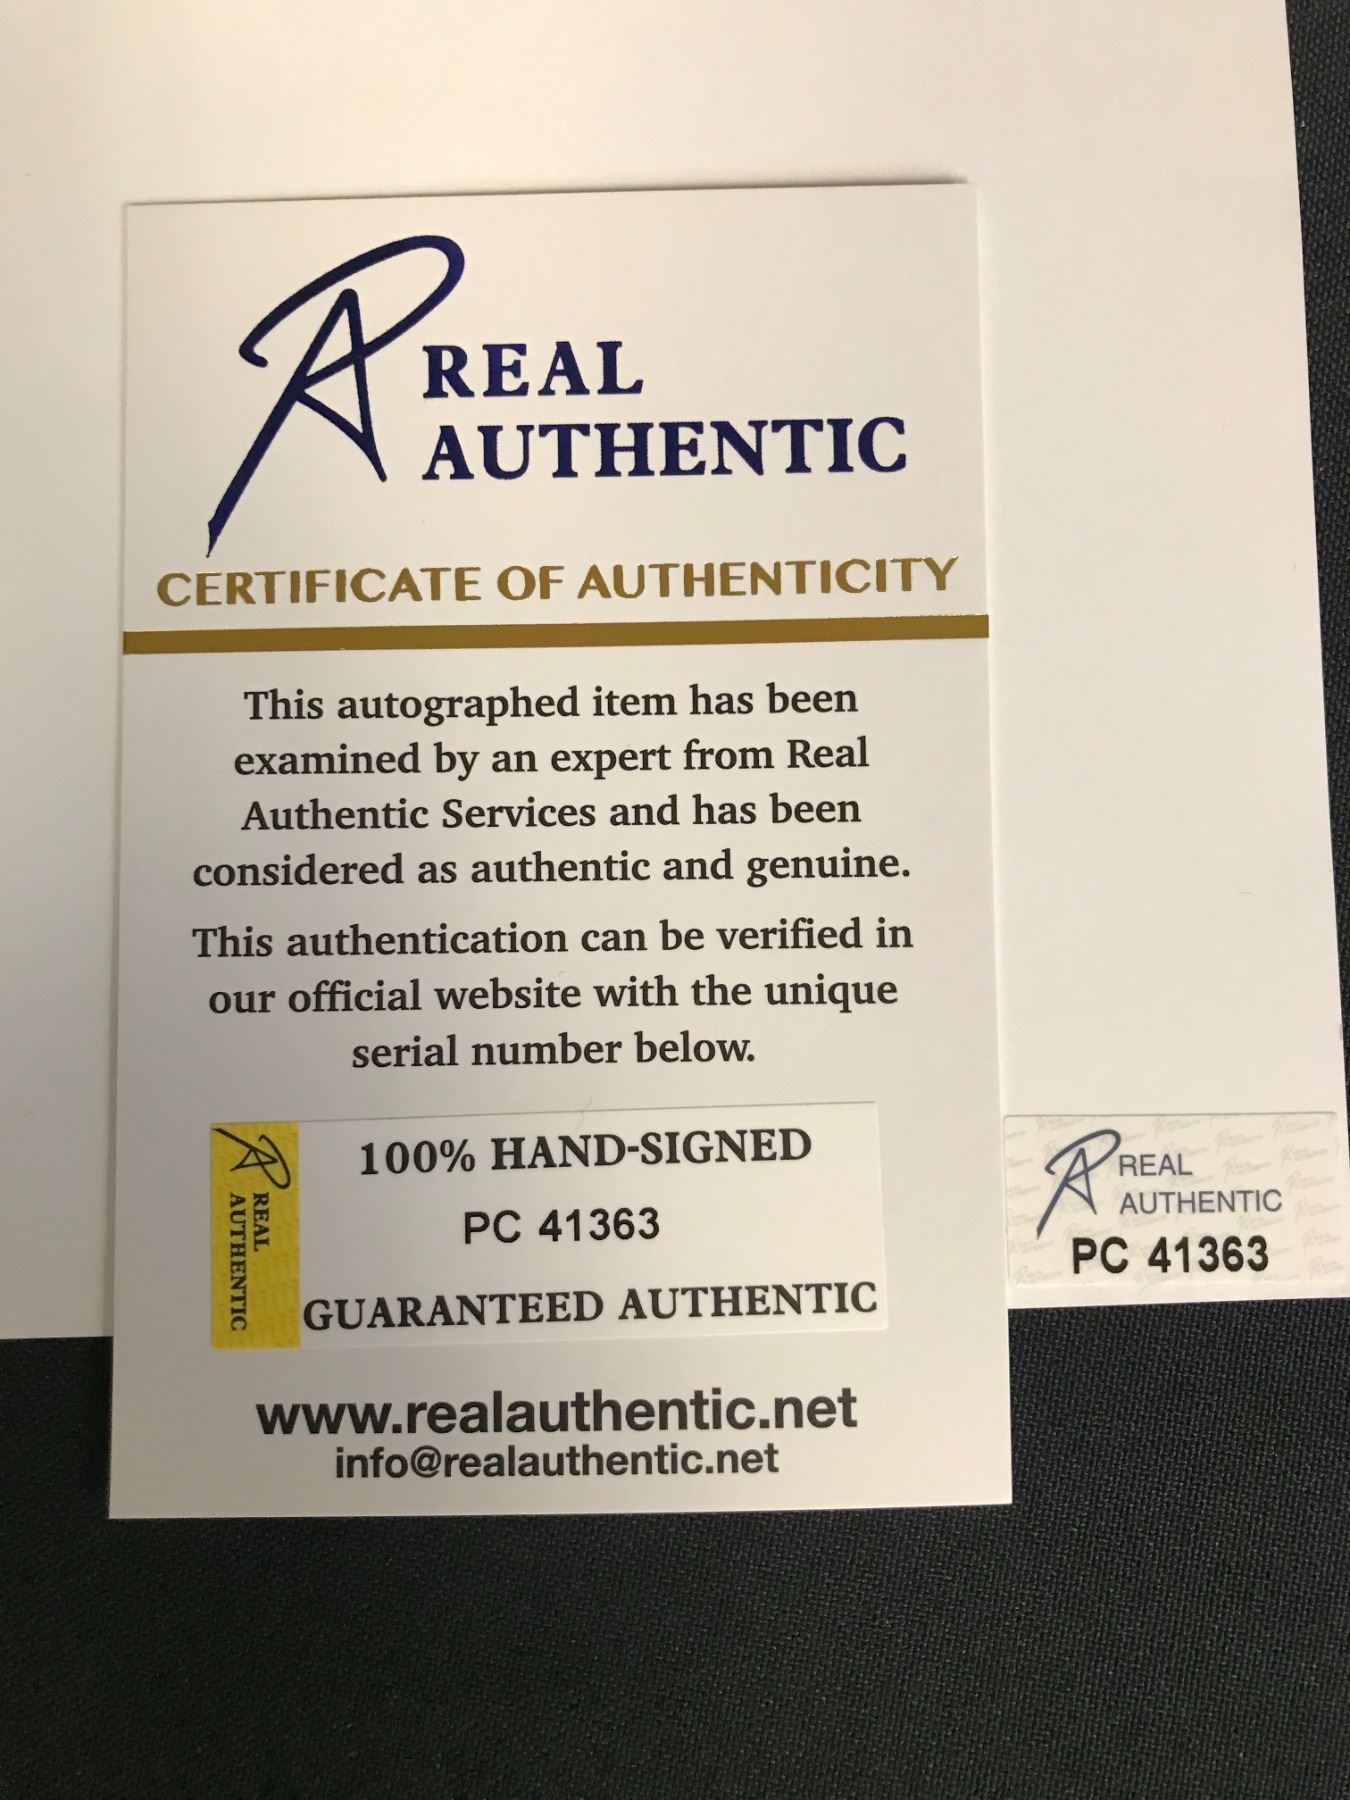 REAL
AUTHENTIC
CERTIFICATE OF AUTHENTICITY
This autographed item has been
examined by an expert from Real
Authentic Services and has been
considered as authentic and genuine.
This authentication can be verified in
our official website with the unique
serial number below.
REAL
AUTHENTIC
100% HAND-SIGNED
PC 41363
GUARANTEED AUTHENTIC
www.realauthentic.net
info@realauthentic.net
REAL
AUTHENTIC
PC 41363